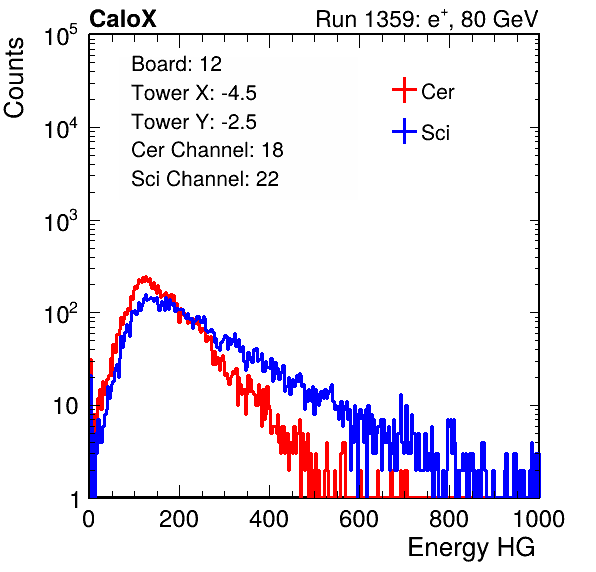 CaloX Run 1359: e⁺, 80 GeV
Counts
10⁵
10⁴
10³
10²
10
1
Board: 12
Tower X: -4.5
Tower Y: -2.5
Cer Channel: 18
Sci Channel: 22
Cer
Sci
0 200 400 600 800 1000
Energy HG